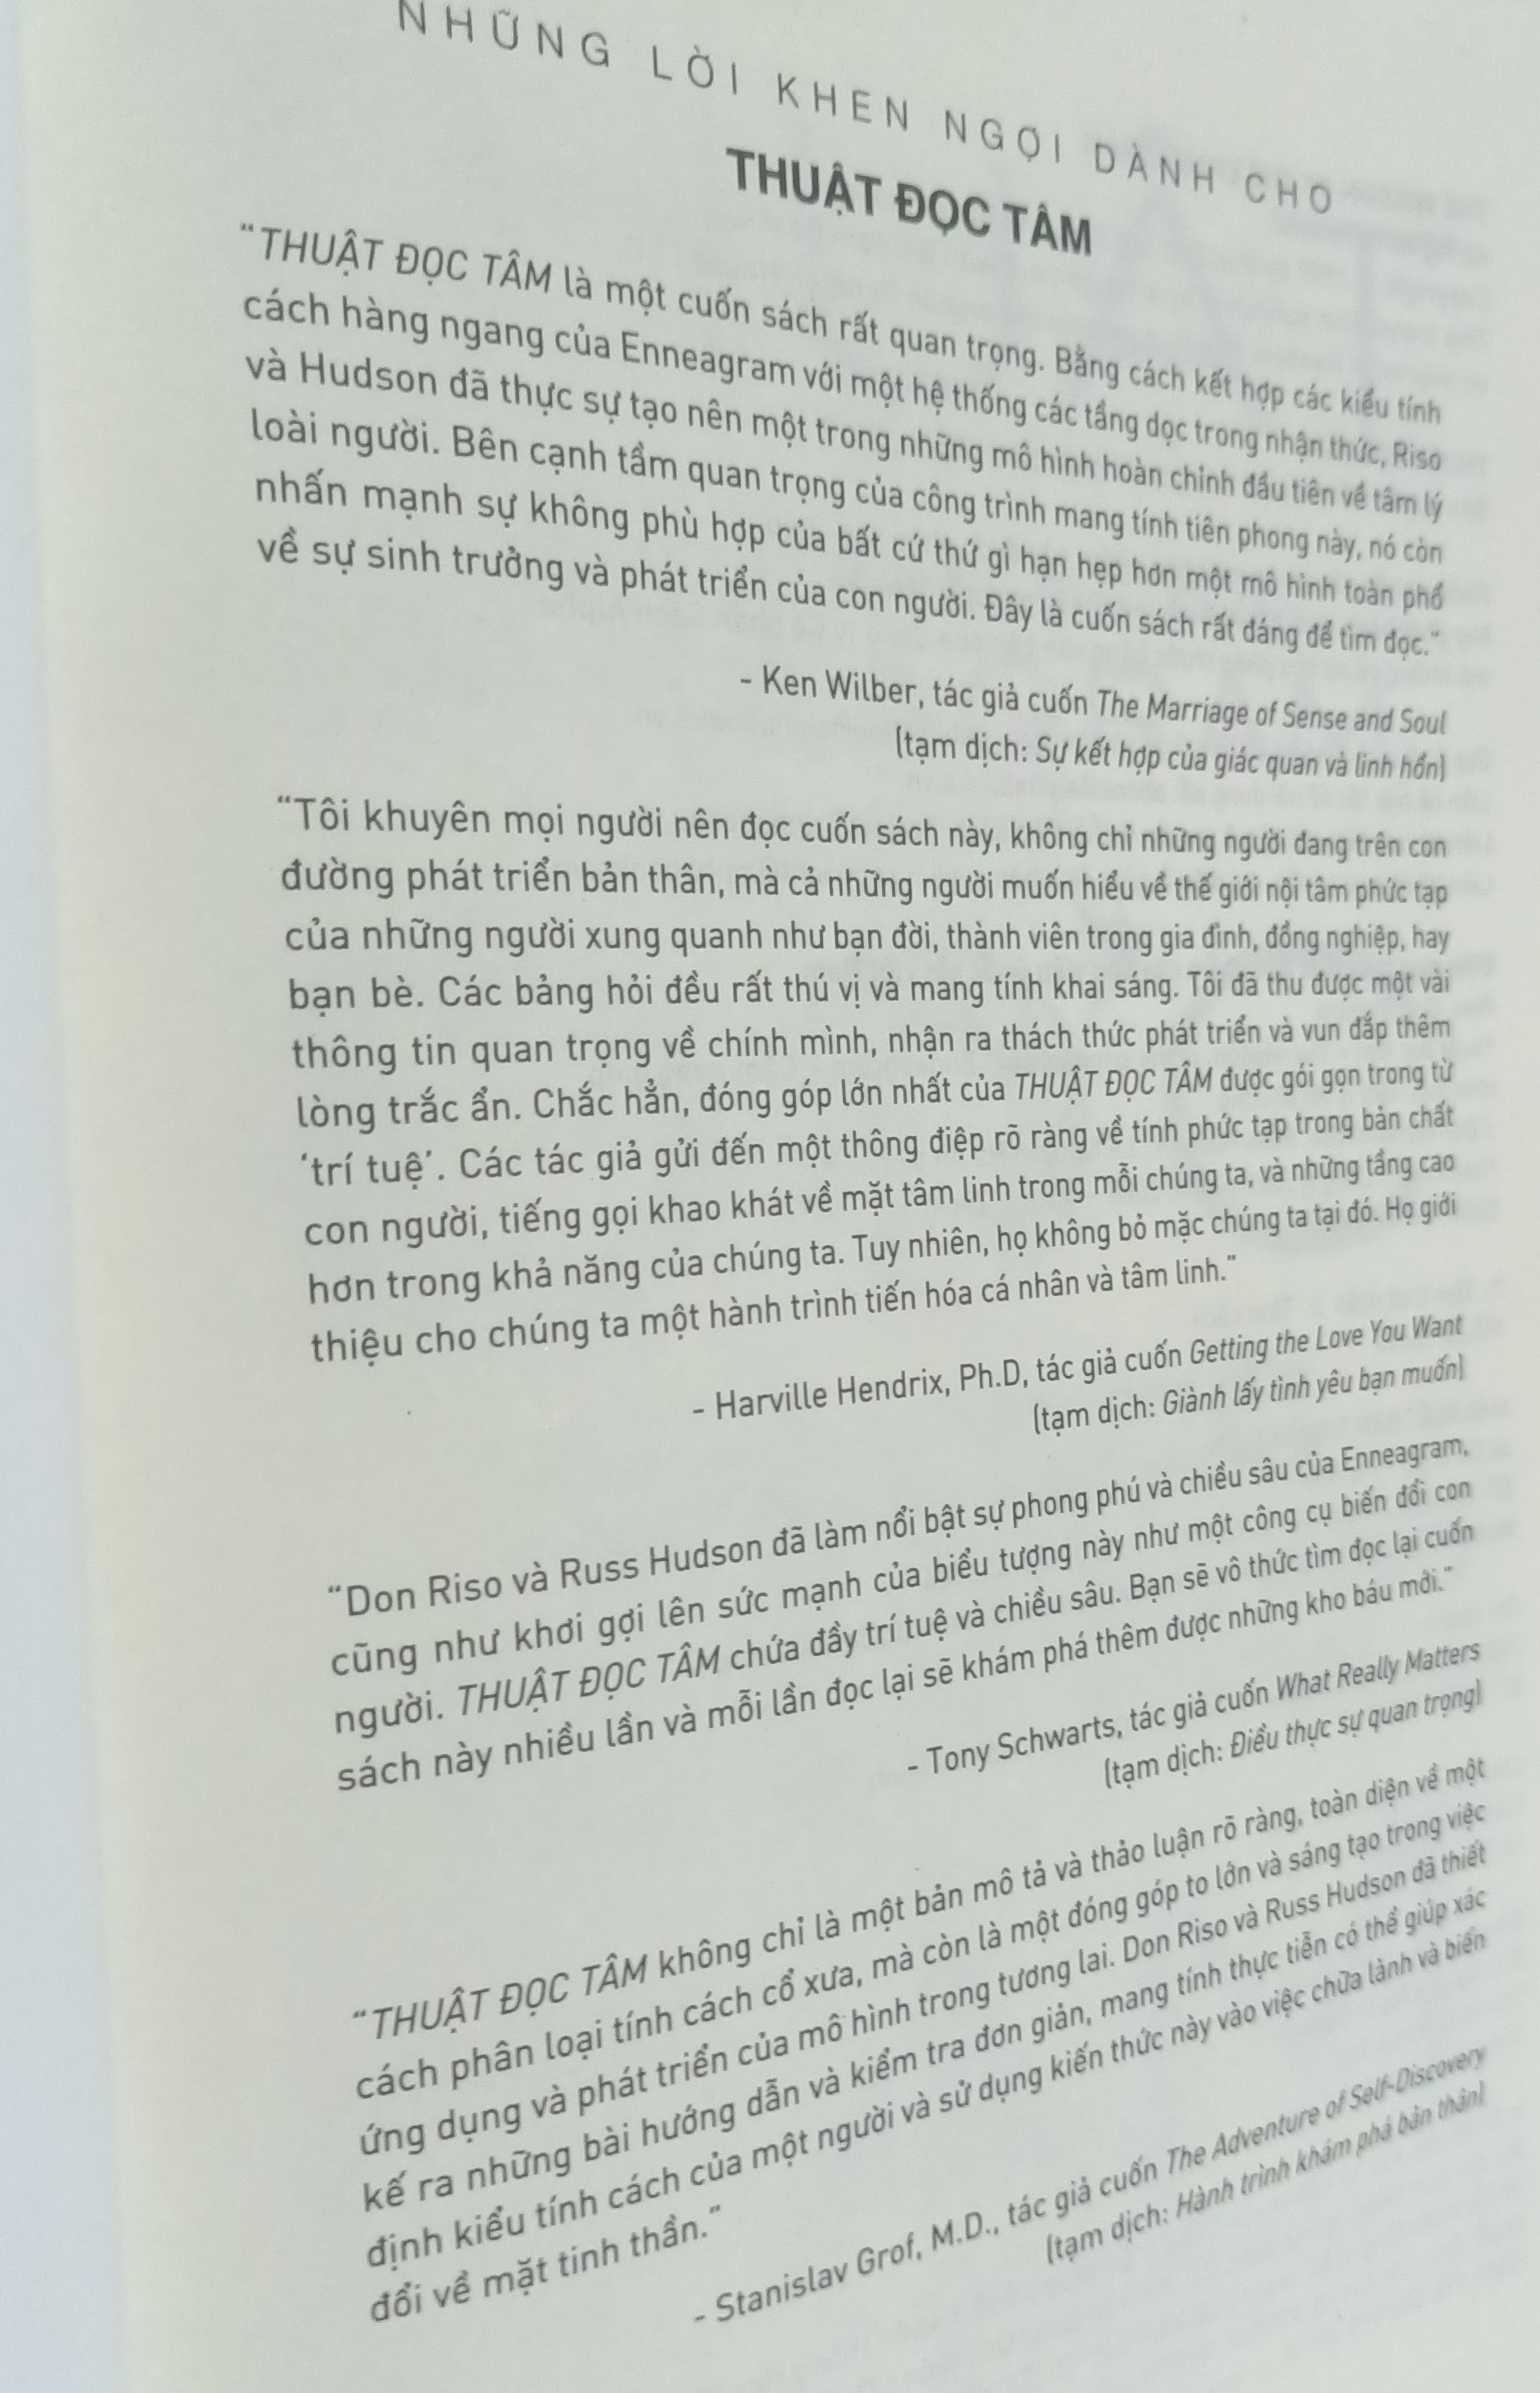 NHỮNG LỜI KHEN NGỢI DÀNH CHO
THUẬT ĐỌC TÂM
“THUẬT ĐỌC TÂM là một cuốn sách rất quan trọng. Bằng cách kết hợp các kiểu tính
cách hàng ngang của Enneagram với một hệ thống các tầng dọc trong nhận thức, Riso
và Hudson đã thực sự tạo nên một trong những mô hình hoàn chỉnh đầu tiên về tâm lý
loài người. Bên cạnh tầm quan trọng của công trình mang tính tiên phong này, nó còn
nhấn mạnh sự không phù hợp của bất cứ thứ gì hạn hẹp hơn một mô hình toàn phổ
về sự sinh trưởng và phát triển của con người. Đây là cuốn sách rất đáng để tìm đọc.”
- Ken Wilber, tác giả cuốn The Marriage of Sense and Soul
(tạm dịch: Sự kết hợp của giác quan và linh hồn)
“Tôi khuyên mọi người nên đọc cuốn sách này, không chỉ những người đang trên con
đường phát triển bản thân, mà cả những người muốn hiểu về thế giới nội tâm phức tạp
của những người xung quanh như bạn đời, thành viên trong gia đình, đồng nghiệp, hay
bạn bè. Các bảng hỏi đều rất thú vị và mang tính khai sáng. Tôi đã thu được một vài
thông tin quan trọng về chính mình, nhận ra thách thức phát triển và vun đắp thêm
lòng trắc ẩn. Chắc hẳn, đóng góp lớn nhất của THUẬT ĐỌC TÂM được gói gọn trong từ
‘trí tuệ’. Các tác giả gửi đến một thông điệp rõ ràng về tính phức tạp trong bản chất
con người, tiếng gọi khao khát về mặt tâm linh trong mỗi chúng ta, và những tầng cao
hơn trong khả năng của chúng ta. Tuy nhiên, họ không bỏ mặc chúng ta tại đó. Họ giới
thiệu cho chúng ta một hành trình tiến hóa cá nhân và tâm linh.”
- Harville Hendrix, Ph.D, tác giả cuốn Getting the Love You Want
(tạm dịch: Giành lấy tình yêu bạn muốn)
“Don Riso và Russ Hudson đã làm nổi bật sự phong phú và chiều sâu của Enneagram,
cũng như khơi gợi lên sức mạnh của biểu tượng này như một công cụ biến đổi con
người. THUẬT ĐỌC TÂM chứa đầy trí tuệ và chiều sâu. Bạn sẽ vô thức tìm đọc lại cuốn
sách này nhiều lần và mỗi lần đọc lại sẽ khám phá thêm được những kho báu mới.”
- Tony Schwarts, tác giả cuốn What Really Matters
(tạm dịch: Điều thực sự quan trọng)
“THUẬT ĐỌC TÂM không chỉ là một bản mô tả và thảo luận rõ ràng, toàn diện về một
cách phân loại tính cách cổ xưa, mà còn là một đóng góp to lớn và sáng tạo trong việc
ứng dụng và phát triển của mô hình trong tương lai. Don Riso và Russ Hudson đã thiết
kế ra những bài hướng dẫn và kiểm tra đơn giản, mang tính thực tiễn có thể giúp xác
định kiểu tính cách của một người và sử dụng kiến thức này vào việc chữa lành và biến
đổi về mặt tinh thần.”
- Stanislav Grof, M.D., tác giả cuốn The Adventure of Self-Discovery
(tạm dịch: Hành trình khám phá bản thân)